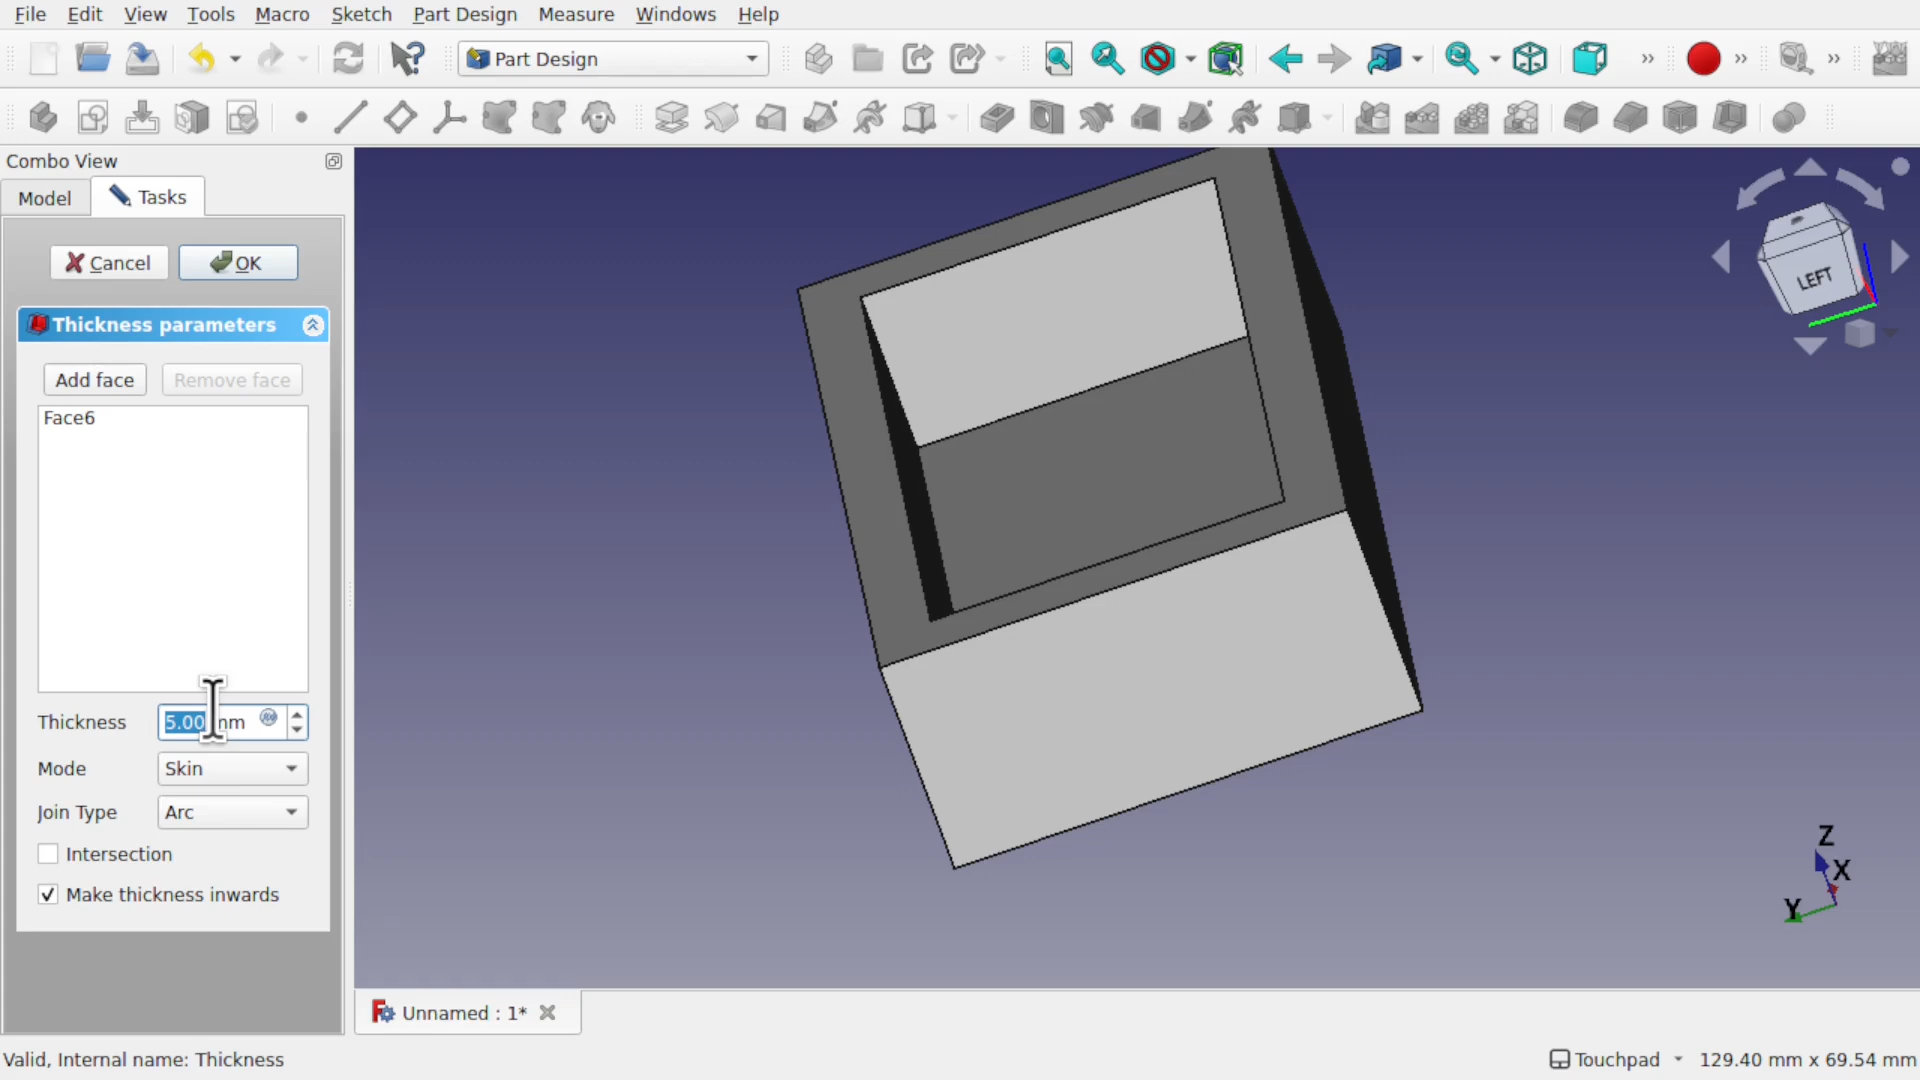 File Edit View Tools Macro Sketch Part Design Measure Windows Help
Part Design
Combo View
Model Tasks
Cancel OK
Thickness parameters
Add face Remove face
Face6
Thickness 5.00 mm
Mode Skin
Join Type Arc
Intersection
Make thickness inwards
LEFT
Z
X
Y
Unnamed : 1*
Valid, Internal name: Thickness
Touchpad 129.40 mm x 69.54 mm